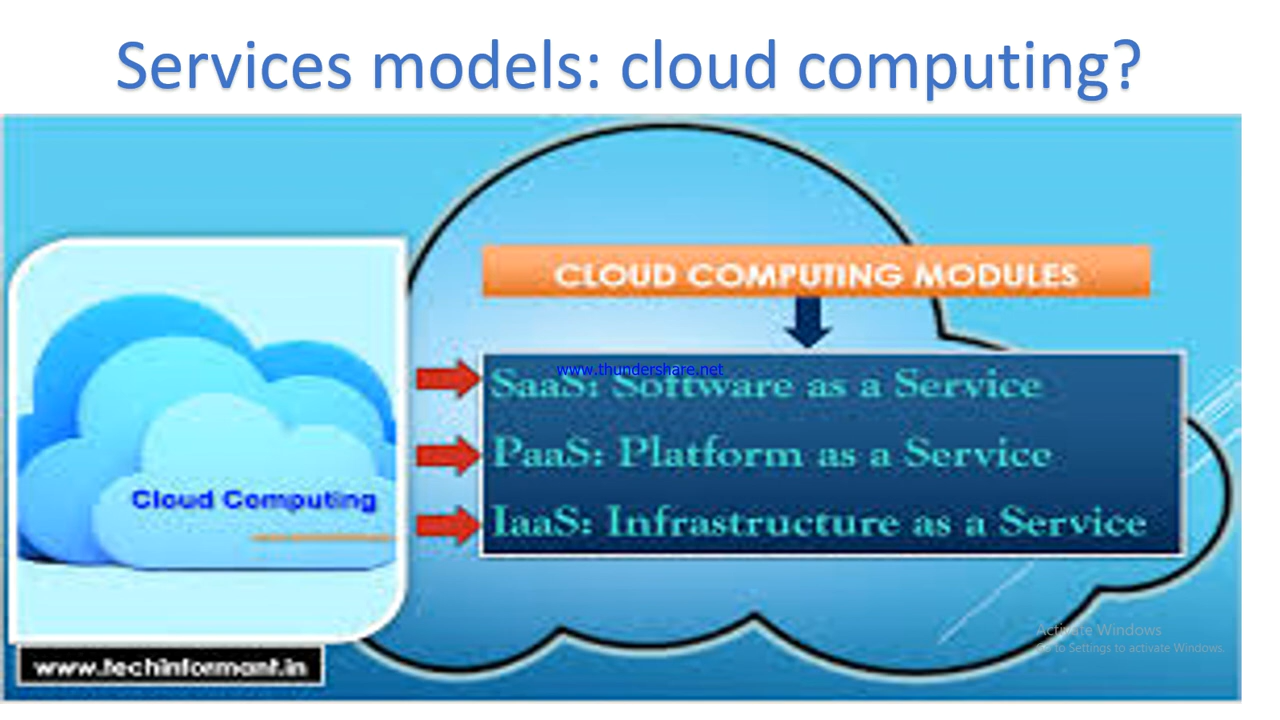 Services models: cloud computing?
CLOUD COMPUTING MODULES
www.thundershare.net
SaaS: Software as a Service
PaaS: Platform as a Service
IaaS: Infrastructure as a Service
Cloud Computing
Activate Windows
Go to Settings to activate Windows.
www.techinformant.in